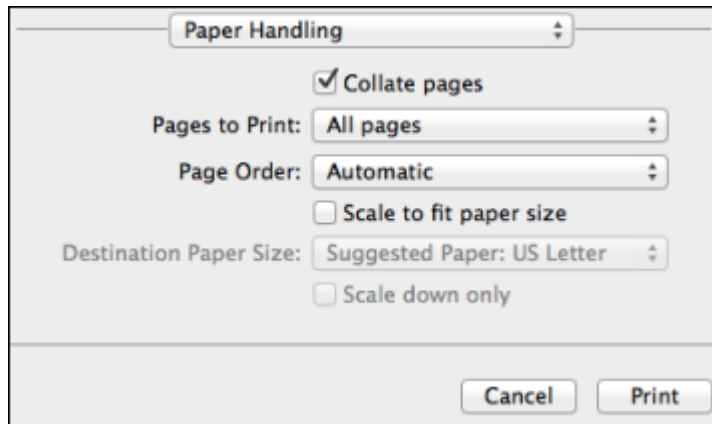 Paper Handling
Collate pages
Pages to Print: All pages
Page Order: Automatic
Scale to fit paper size
Destination Paper Size: Suggested Paper: US Letter
Scale down only
Cancel Print